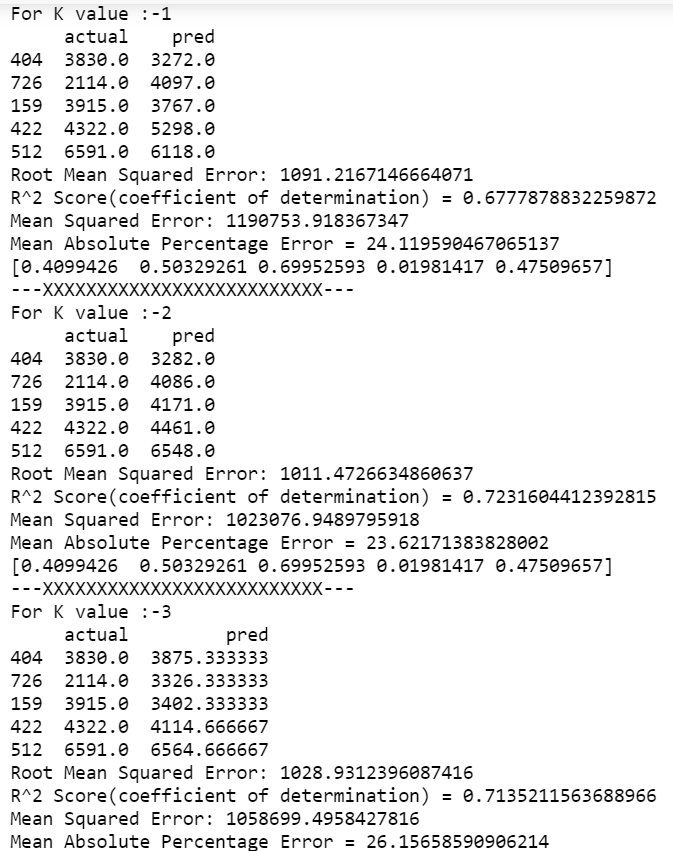 For K value :-1
actual pred
404 3830.0 3272.0
726 2114.0 4097.0
159 3915.0 3767.0
422 4322.0 5298.0
512 6591.0 6118.0
Root Mean Squared Error: 1091.2167146664071
R^2 Score(coefficient of determination) = 0.6777878832259872
Mean Squared Error: 1190753.918367347
Mean Absolute Percentage Error = 24.119590467065137
[0.4099426  0.50329261 0.69952593 0.01981417 0.47509657]
---XXXXXXXXXXXXXXXXXXXXXXXXXX---
For K value :-2
actual pred
404 3830.0 3282.0
726 2114.0 4086.0
159 3915.0 4171.0
422 4322.0 4461.0
512 6591.0 6548.0
Root Mean Squared Error: 1011.4726634860637
R^2 Score(coefficient of determination) = 0.7231604412392815
Mean Squared Error: 1023076.9489795918
Mean Absolute Percentage Error = 23.62171383828002
[0.4099426  0.50329261 0.69952593 0.01981417 0.47509657]
---XXXXXXXXXXXXXXXXXXXXXXXXXX---
For K value :-3
actual pred
404 3830.0 3875.333333
726 2114.0 3326.333333
159 3915.0 3402.333333
422 4322.0 4114.666667
512 6591.0 6564.666667
Root Mean Squared Error: 1028.9312396087416
R^2 Score(coefficient of determination) = 0.7135211563688966
Mean Squared Error: 1058699.4958427816
Mean Absolute Percentage Error = 26.15658590906214